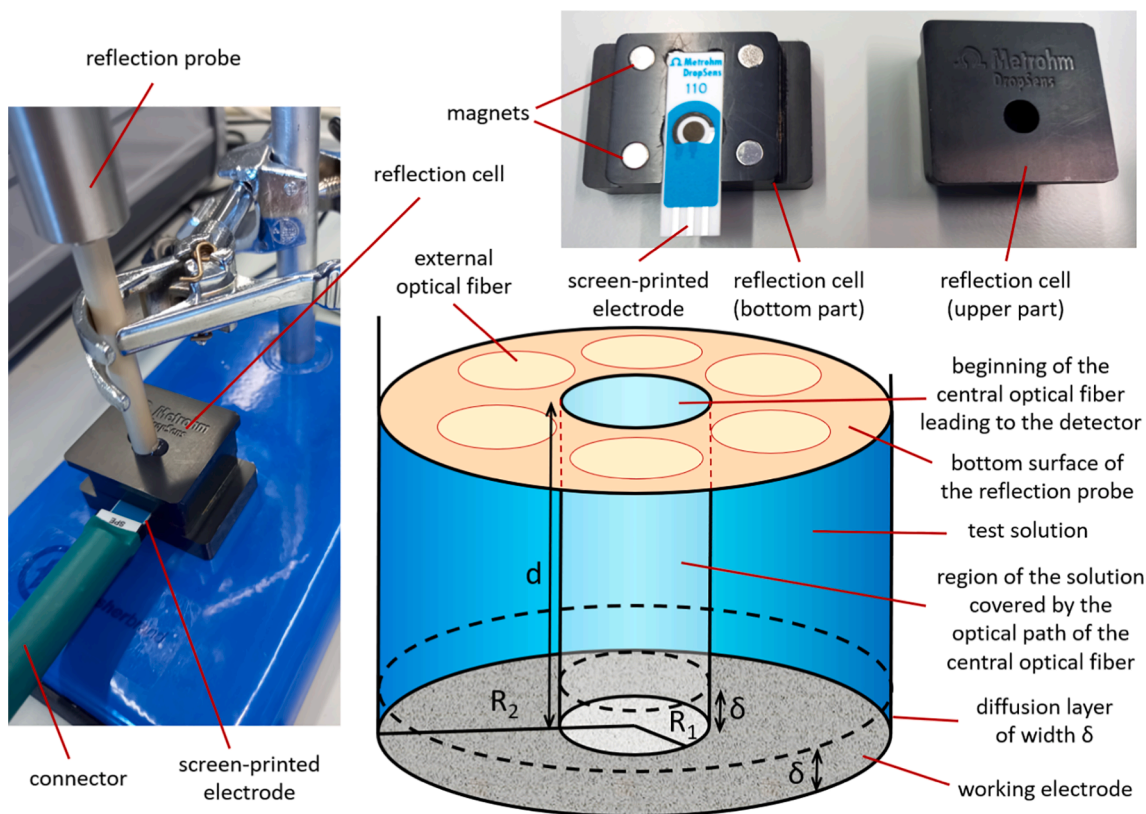 reflection probe
magnets
reflection cell
external
optical fiber
Metrohm
DropSens
110
Metrohm
DropSens
screen-printed
electrode
reflection cell
(bottom part)
reflection cell
(upper part)
Metrohm
DropSens
SPE
beginning of the
central optical fiber
leading to the detector
bottom surface of
the reflection probe
test solution
region of the solution
covered by the
optical path of the
central optical fiber
diffusion layer
of width δ
working electrode
d
R₂
R₁
δ
δ
connector
screen-printed
electrode